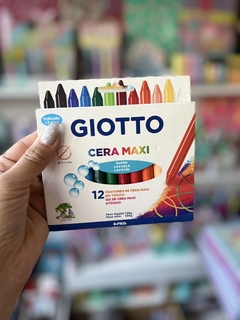 GIOTTO
CERA MAXI
SUPER
LAVABLE
LAVÁVEL
12 CRAYONES DE CERA MAXI
NO TÓXICO
GIZ DE CERA MAXI
ATÓXICO